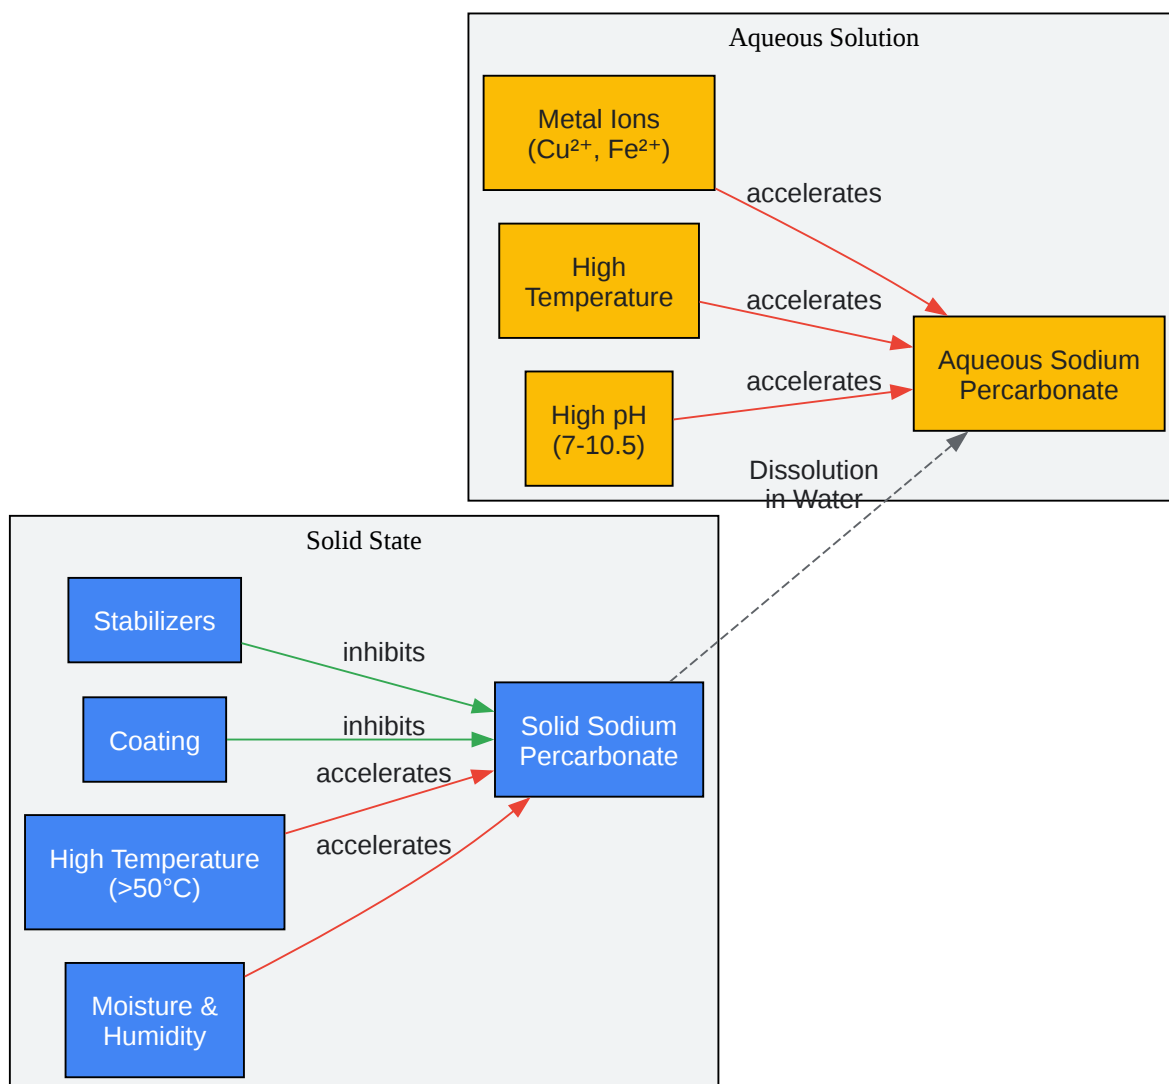 Aqueous Solution
Metal Ions
(Cu²⁺, Fe²⁺)
accelerates
High
Temperature
accelerates
Aqueous Sodium
Percarbonate
High pH
(7-10.5)
accelerates
Dissolution
in Water
Solid State
Stabilizers
inhibits
Coating
inhibits
Solid Sodium
Percarbonate
High Temperature
(>50°C)
accelerates
accelerates
Moisture &
Humidity